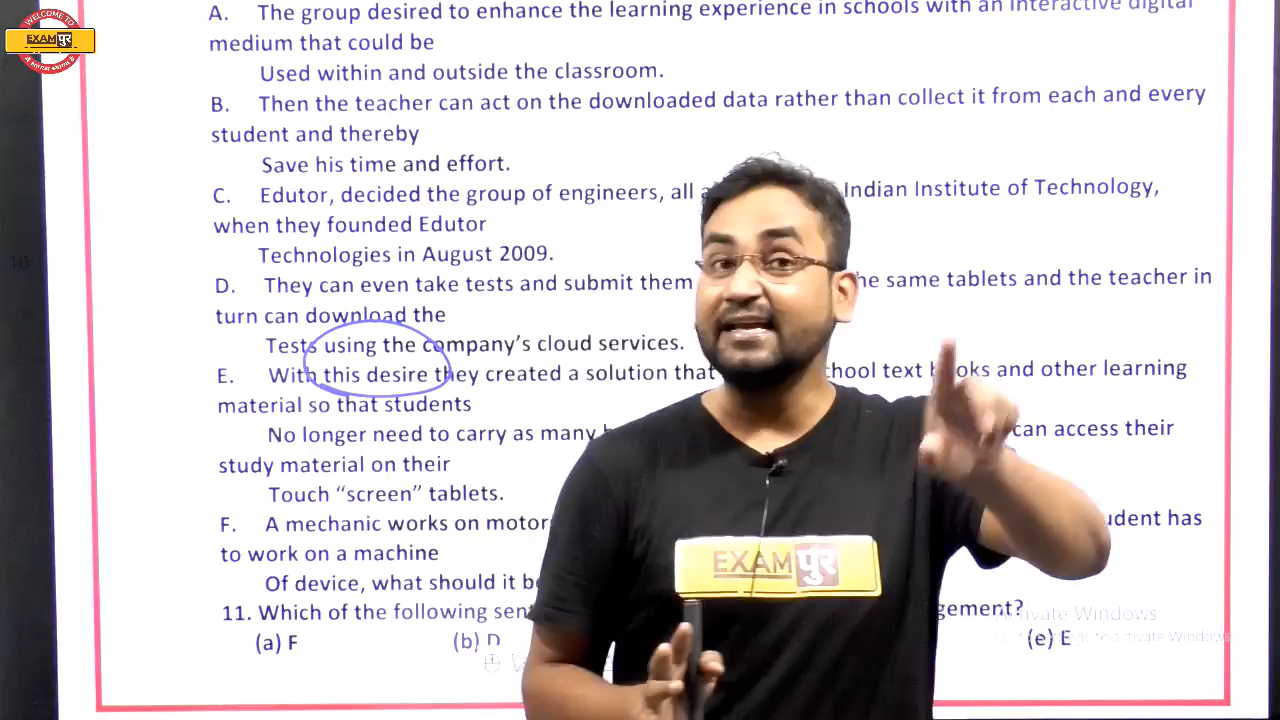 WELCOME TO
EXAMपुर
A. The group desired to enhance the learning experience in schools with an interactive digital
medium that could be
Used within and outside the classroom.
B. Then the teacher can act on the downloaded data rather than collect it from each and every
student and thereby
Save his time and effort.
C. Edutor, decided the group of engineers, all Indian Institute of Technology,
when they founded Edutor
Technologies in August 2009.
D. They can even take tests and submit them he same tablets and the teacher in
turn can download the
Tests using the company's cloud services.
E. With this desire they created a solution that chool text books and other learning
material so that students
No longer need to carry as many can access their
study material on their
Touch "screen" tablets.
F. A mechanic works on motor udent has
to work on a machine
Of device, what should it be
11. Which of the following sen gement?
(a) F (b) D (e) E
EXAMपुर
Activate Windows
to activate Windows.
16